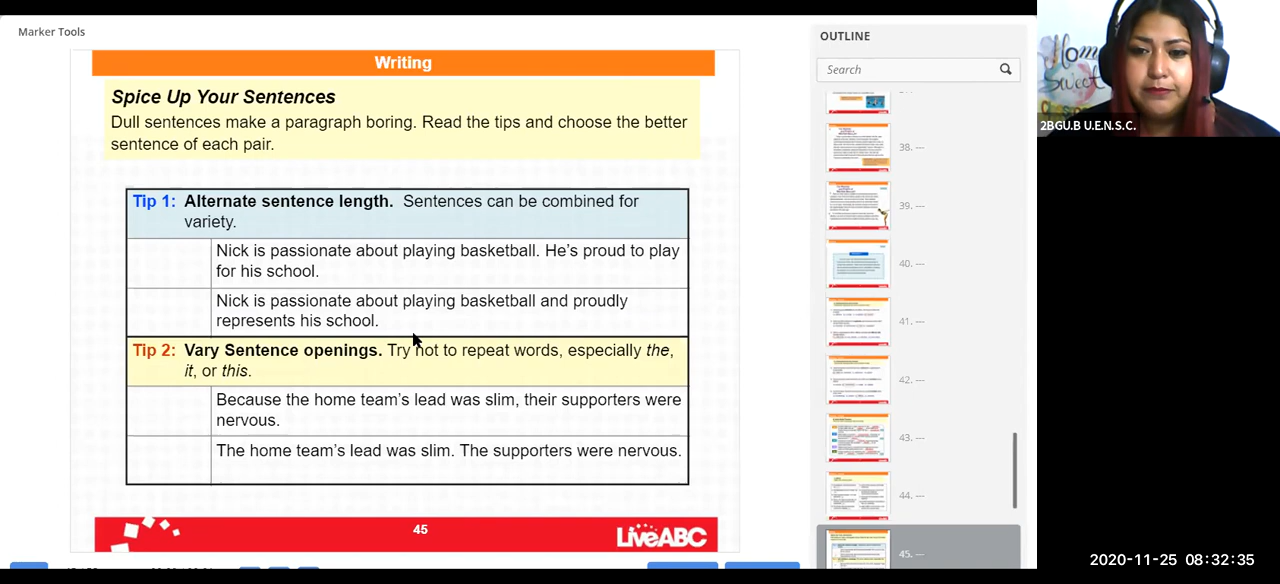 Marker Tools
OUTLINE
Search
Writing
Spice Up Your Sentences
Dull sentences make a paragraph boring. Read the tips and choose the better
sentence of each pair.
Tip 1: Alternate sentence length. Sentences can be combined for
variety.
Nick is passionate about playing basketball. He's proud to play
for his school.
Nick is passionate about playing basketball and proudly
represents his school.
Tip 2: Vary Sentence openings. Try not to repeat words, especially the,
it, or this.
Because the home team's lead was slim, their supporters were
nervous.
The home team's lead was slim. The supporters were nervous.
45
LiveABC
38. —
39. —
40. —
41. —
42. —
43. —
44. —
45. —
Sweet
2BGU.B U.E.N.S.C.
2020-11-25 08:32:35